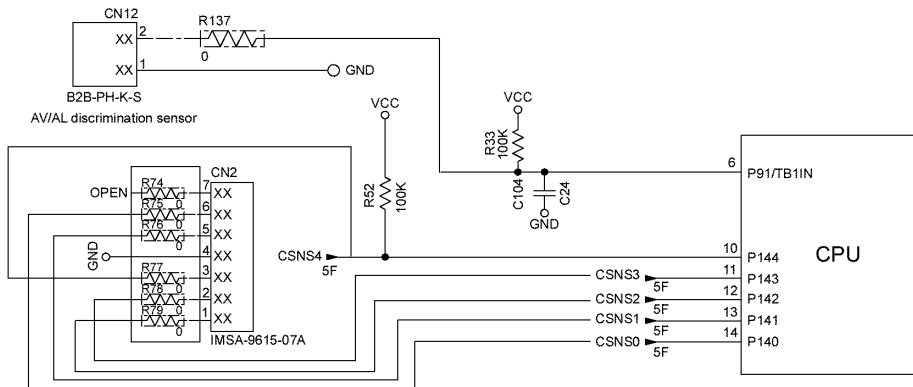 CN12
R137
XX 2
0
XX 1
GND
B2B-PH-K-S
AV/AL discrimination sensor
VCC
VCC
R33
100K
6
P91/TB1IN
C104
C24
GND
R52
100K
CN2
OPEN
R74
0
7
XX
R75
0
6
XX
R76
0
5
XX
GND
4
XX
R77
0
3
XX
R78
0
2
XX
R79
0
1
XX
IMSA-9615-07A
CSNS4
5F
10
P144
CPU
CSNS3
5F
11
P143
CSNS2
5F
12
P142
CSNS1
5F
13
P141
CSNS0
5F
14
P140